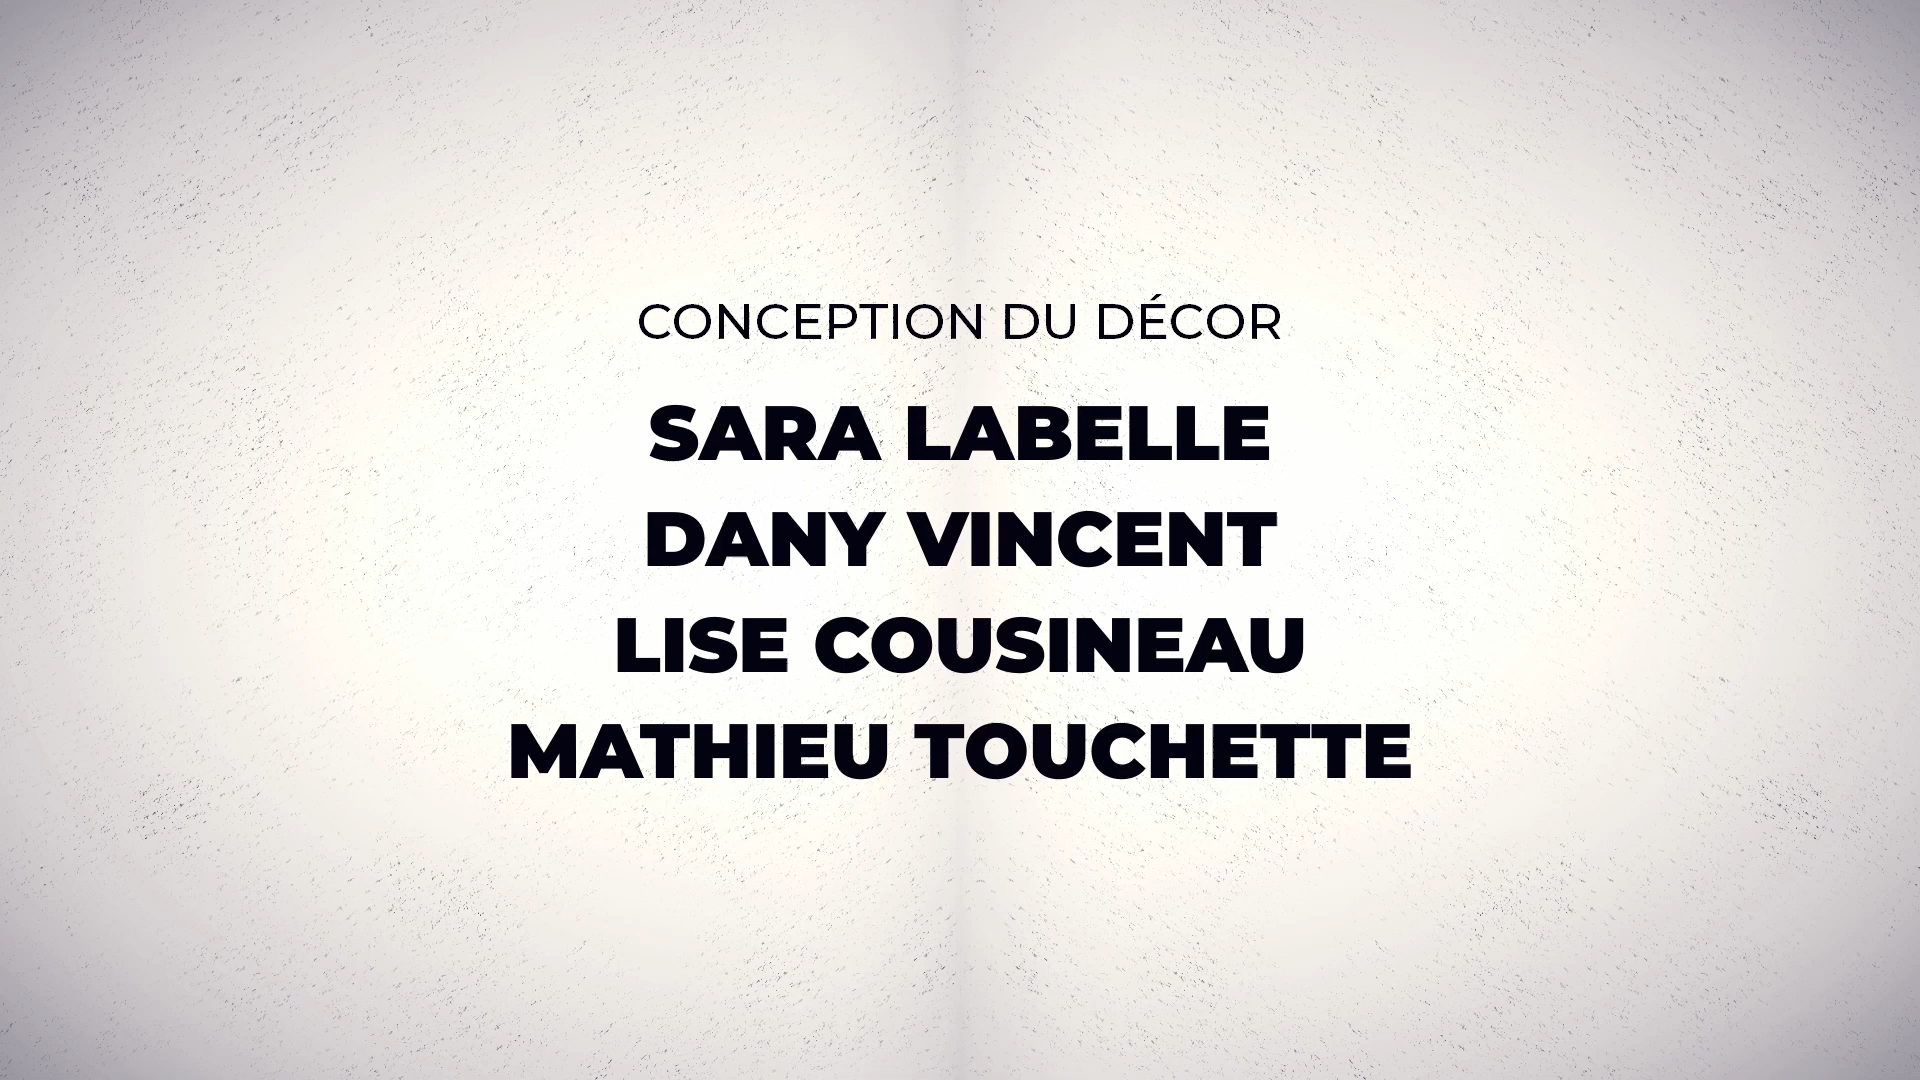 CONCEPTION DU DÉCOR
SARA LABELLE
DANY VINCENT
LISE COUSINEAU
MATHIEU TOUCHETTE